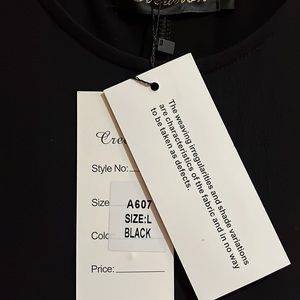 Style No:
Size
A607
SIZE:L
Colo
BLACK
Price:
The weaving irregularities and shade variations
are characteristics of the fabric and in no way
to be taken as defects.